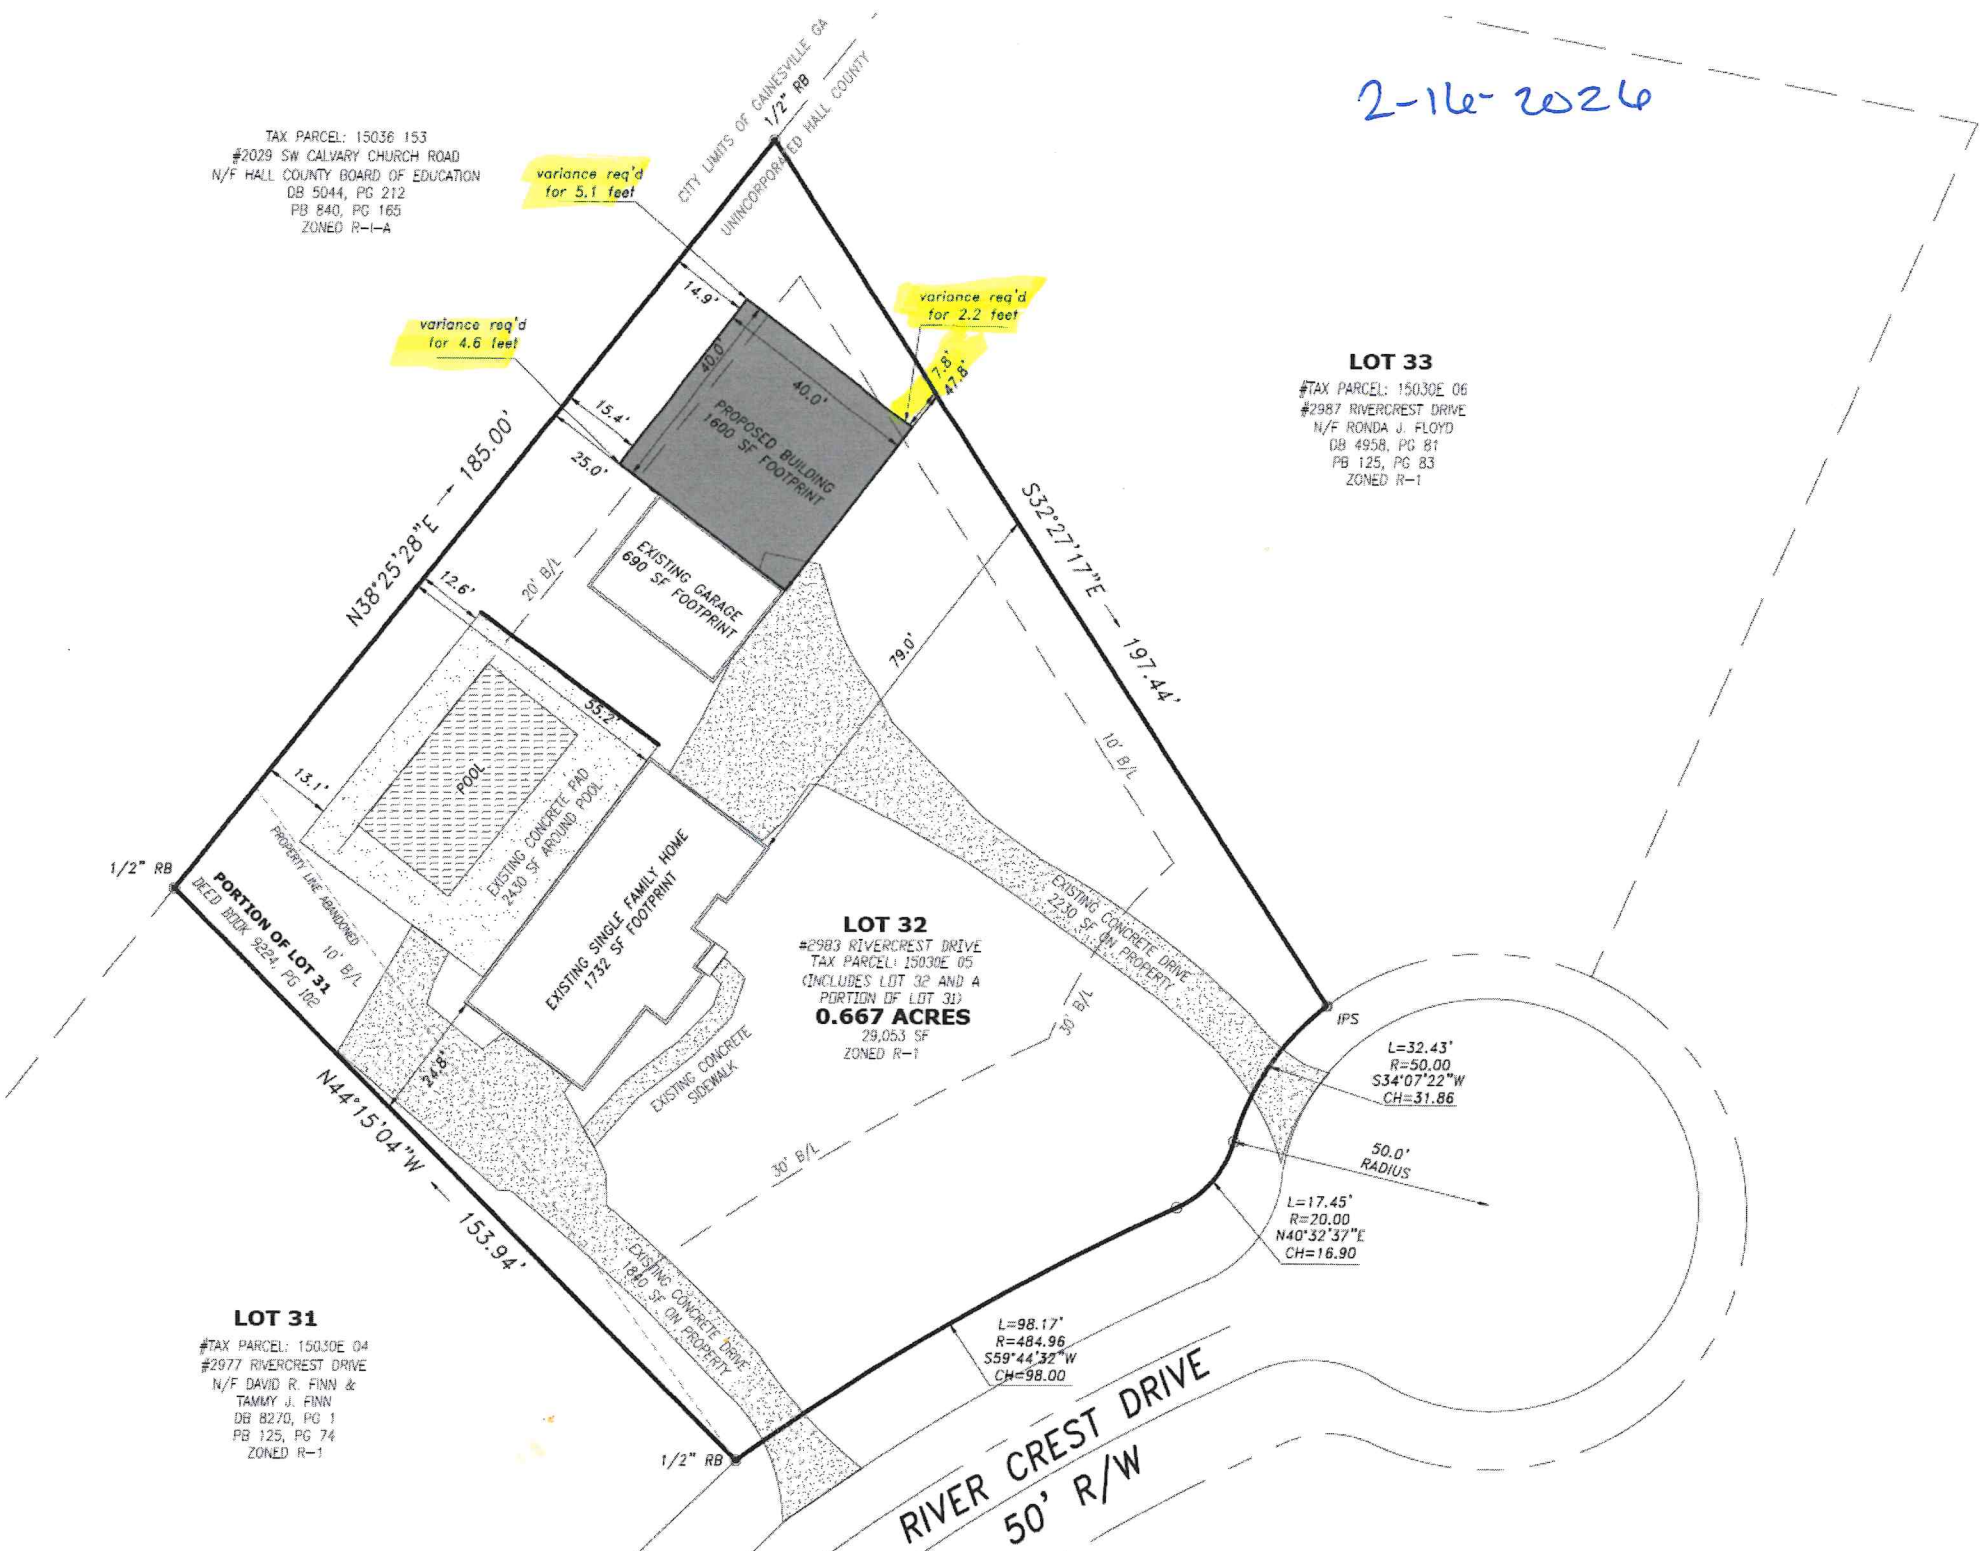 CITY LIMITS OF GAINESVILLE GA
1/2" RB
UNINCORPORATED HALL COUNTY
2-16-2026
TAX PARCEL: 15036 153
#2029 SW CALVARY CHURCH ROAD
N/F HALL COUNTY BOARD OF EDUCATION
DB 5044, PG 212
PB 840, PG 165
ZONED R-I-A
variance req'd
for 5.1 feet
variance req'd
for 4.6 feet
variance req'd
for 2.2 feet
14.9'
40.0'
40.0'
7.8'
47.8'
PROPOSED BUILDING
1600 SF FOOTPRINT
15.4'
25.0'
LOT 33
#TAX PARCEL: 15030E 06
#2987 RIVERCREST DRIVE
N/F RONDA J. FLOYD
DB 4958, PG 81
PB 125, PG 83
ZONED R-1
N38°25'28"E
185.00'
S32°27'17"E
197.44'
20' B/L
EXISTING GARAGE
690 SF FOOTPRINT
12.6'
79.0'
55.2'
10' B/L
13.1'
POOL
EXISTING CONCRETE PAD
2430 SF AROUND POOL
EXISTING SINGLE FAMILY HOME
1732 SF FOOTPRINT
1/2" RB
PORTION OF LOT 31
DEED BOOK 9224, PG 102
PROPERTY LINE ABANDONED
10' B/L
LOT 32
#2983 RIVERCREST DRIVE
TAX PARCEL: 15030E 05
(INCLUDES LOT 32 AND A
PORTION OF LOT 31)
0.667 ACRES
29,053 SF
ZONED R-1
EXISTING CONCRETE DRIVE
2230 SF ON PROPERTY
30' B/L
IPS
L=32.43'
R=50.00
S34°07'22"W
CH=31.86
24.8'
EXISTING CONCRETE
SIDEWALK
N44°15'04"W
153.94'
30' B/L
50.0'
RADIUS
L=17.45'
R=20.00
N40°32'37"E
CH=16.90
EXISTING CONCRETE DRIVE
1840 SF ON PROPERTY
LOT 31
#TAX PARCEL: 15030E 04
#2977 RIVERCREST DRIVE
N/F DAVID R. FINN &
TAMMY J. FINN
DB 8270, PG 1
PB 125, PG 74
ZONED R-1
L=98.17'
R=484.96
S59°44'32"W
CH=98.00
1/2" RB
RIVER CREST DRIVE
50' R/W